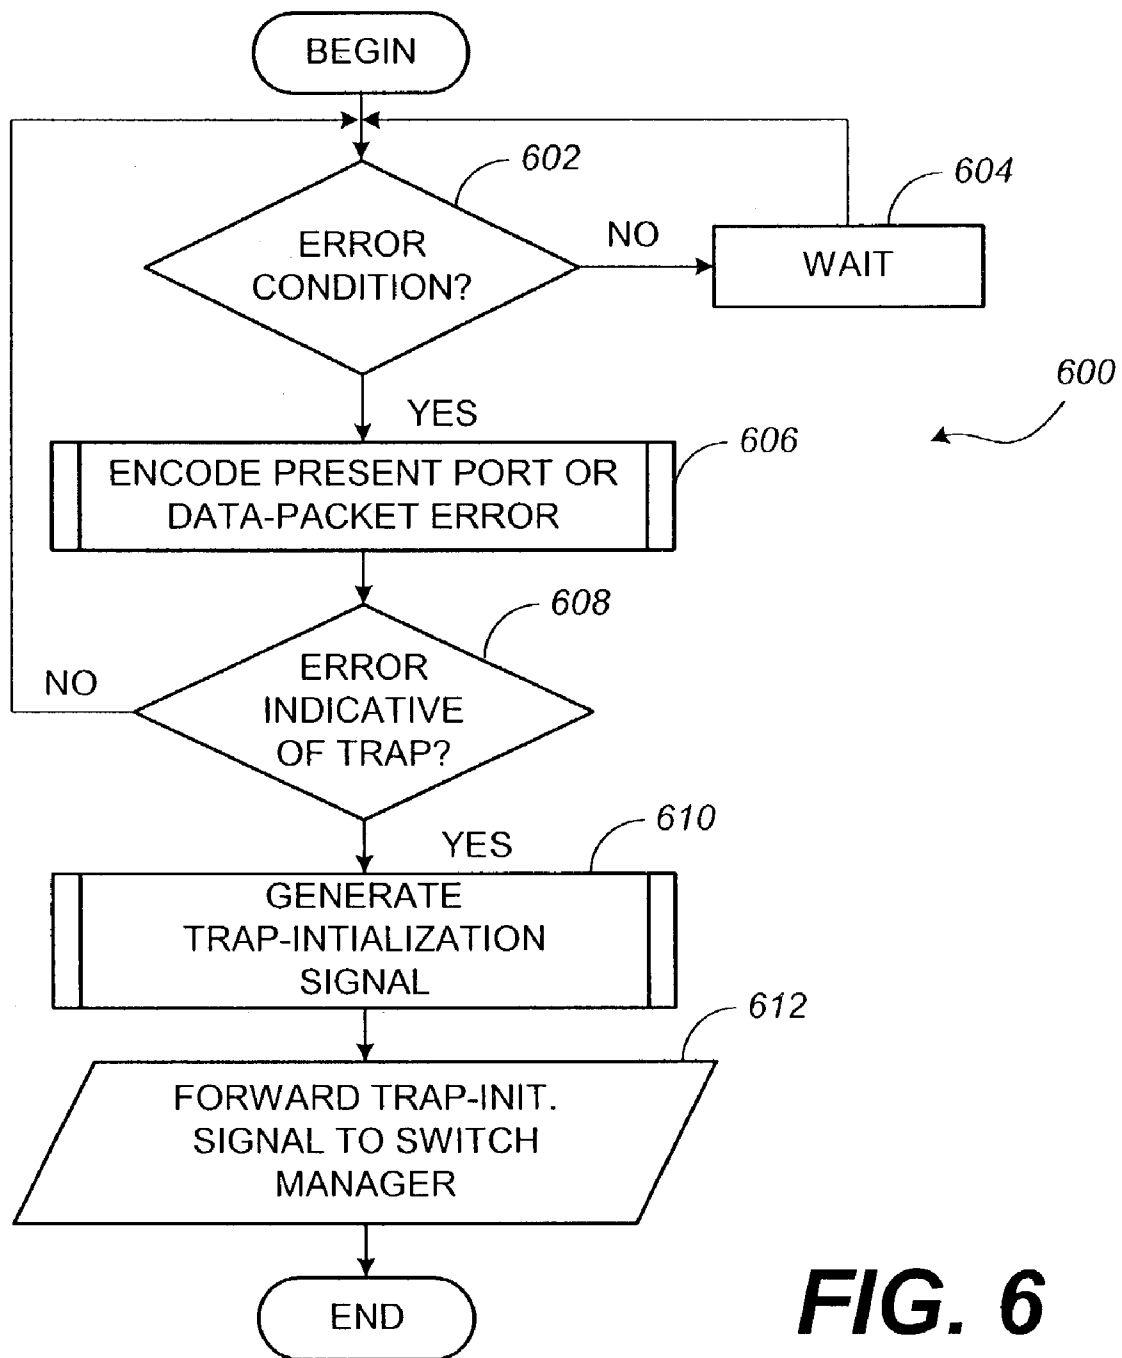 BEGIN
602
604
ERROR
CONDITION?
NO
WAIT
600
YES
606
ENCODE PRESENT PORT OR
DATA-PACKET ERROR
608
ERROR
INDICATIVE
OF TRAP?
NO
610
YES
GENERATE
TRAP-INTIALIZATION
SIGNAL
612
FORWARD TRAP-INIT.
SIGNAL TO SWITCH
MANAGER
END
FIG. 6